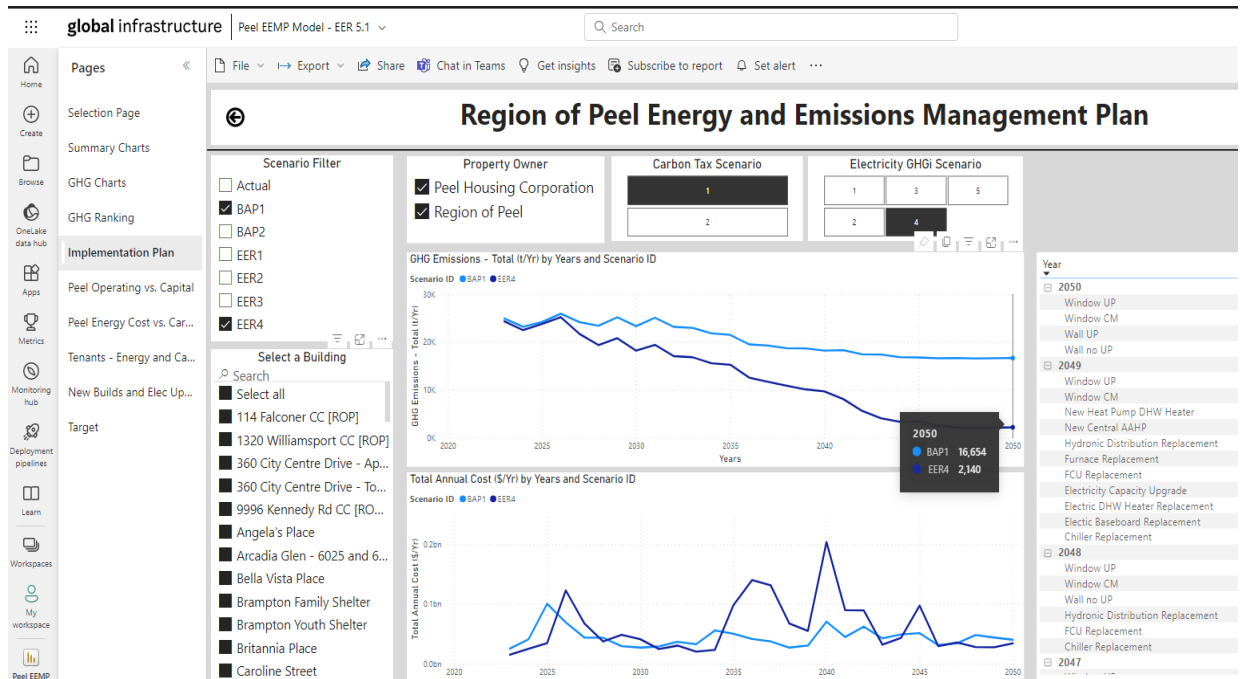 global infrastructure
Peel EEMP Model - EER 5.1
Search
Home
Create
Browse
OneLake
data hub
Apps
Metrics
Monitoring
hub
Deployment
pipelines
Learn
Workspaces
My
workspace
Peel EEMP
Pages
Selection Page
Summary Charts
GHG Charts
GHG Ranking
Implementation Plan
Peel Operating vs. Capital
Peel Energy Cost vs. Car...
Tenants - Energy and Ca...
New Builds and Elec Up...
Target
File
Export
Share
Chat in Teams
Get insights
Subscribe to report
Set alert
Region of Peel Energy and Emissions Management Plan
Scenario Filter
Actual
BAP1
BAP2
EER1
EER2
EER3
EER4
Select a Building
Search
Select all
114 Falconer CC [ROP]
1320 Williamsport CC [ROP]
360 City Centre Drive - Ap...
360 City Centre Drive - To...
9996 Kennedy Rd CC [RO...
Angela's Place
Arcadia Glen - 6025 and 6...
Bella Vista Place
Brampton Family Shelter
Brampton Youth Shelter
Britannia Place
Caroline Street
Property Owner
Peel Housing Corporation
Region of Peel
Carbon Tax Scenario
1
2
Electricity GHGi Scenario
1 3 5
2 4
GHG Emissions - Total (t/Yr) by Years and Scenario ID
Scenario ID BAP1 EER4
GHG Emissions - Total (t/Yr)
30K
20K
10K
0K
2020 2025 2030 2035 2040 2050
Years
2050
BAP1 16,654
EER4 2,140
Total Annual Cost ($/Yr) by Years and Scenario ID
Scenario ID BAP1 EER4
Total Annual Cost ($/Yr)
0.2bn
0.1bn
0.0bn
2020 2025 2030 2035 2040 2045 2050
Year
2050
Window UP
Window CM
Wall UP
Wall no UP
2049
Window UP
Window CM
New Heat Pump DHW Heater
New Central AAHP
Hydronic Distribution Replacement
Furnace Replacement
FCU Replacement
Electricity Capacity Upgrade
Electric DHW Heater Replacement
Electic Baseboard Replacement
Chiller Replacement
2048
Window UP
Window CM
Wall no UP
Hydronic Distribution Replacement
FCU Replacement
Chiller Replacement
2047